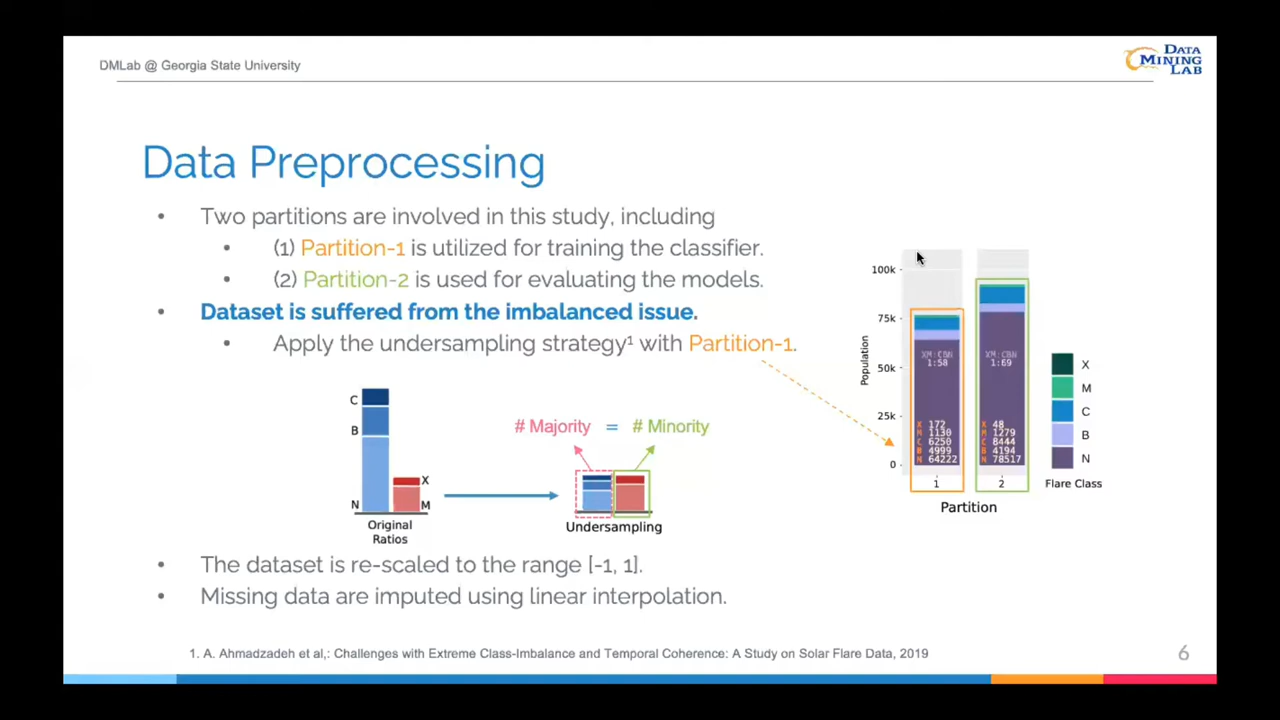 DMLab @ Georgia State University
DATA
MINING
LAB
Data Preprocessing
• Two partitions are involved in this study, including
• (1) Partition-1 is utilized for training the classifier.
• (2) Partition-2 is used for evaluating the models.
• Dataset is suffered from the imbalanced issue.
• Apply the undersampling strategy¹ with Partition-1.
C
B
N
X
M
Original
Ratios
# Majority = # Minority
Undersampling
Population
100k
75k
50k
25k
0
XM:CBN
1:58
X 172
M 1130
C 6250
B 4999
N 64222
1
XM:CBN
1:69
X 48
M 1279
C 8444
B 4194
N 78517
2
Partition
X
M
C
B
N
Flare Class
• The dataset is re-scaled to the range [-1, 1].
• Missing data are imputed using linear interpolation.
1. A. Ahmadzadeh et al,: Challenges with Extreme Class-Imbalance and Temporal Coherence: A Study on Solar Flare Data, 2019
6